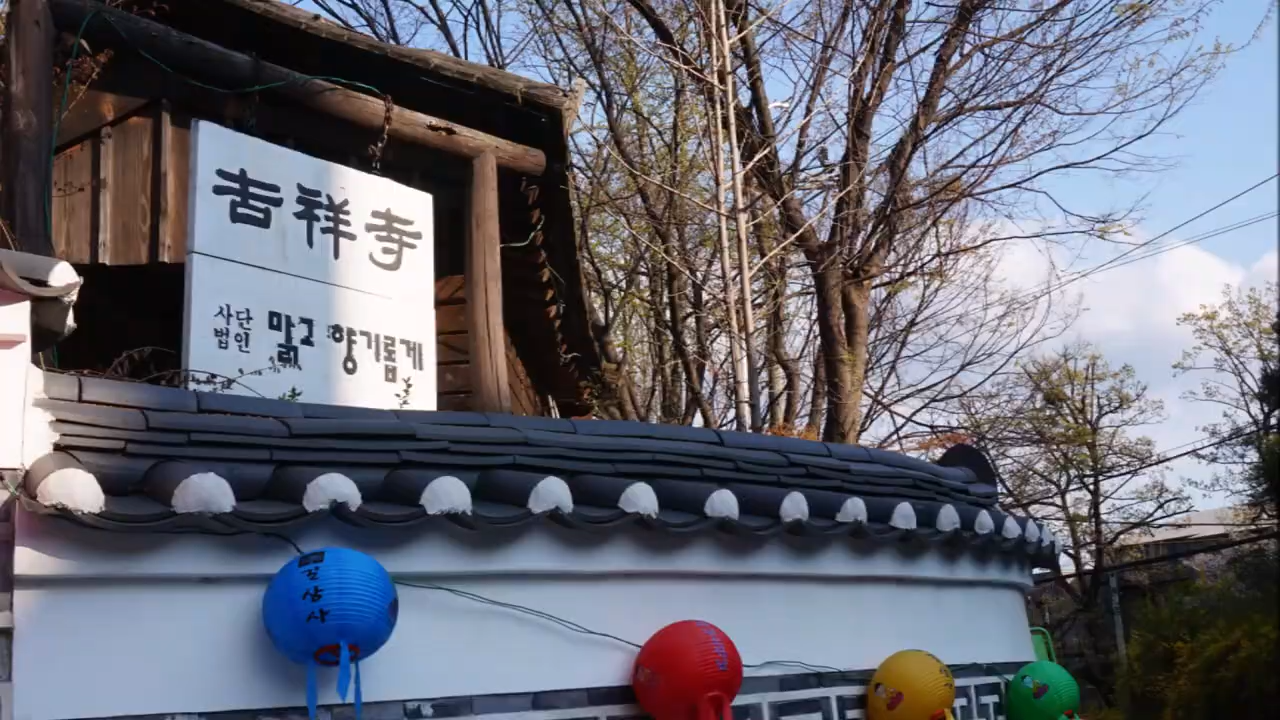 吉祥寺
사단
법인 맑고 향기롭게
길상사